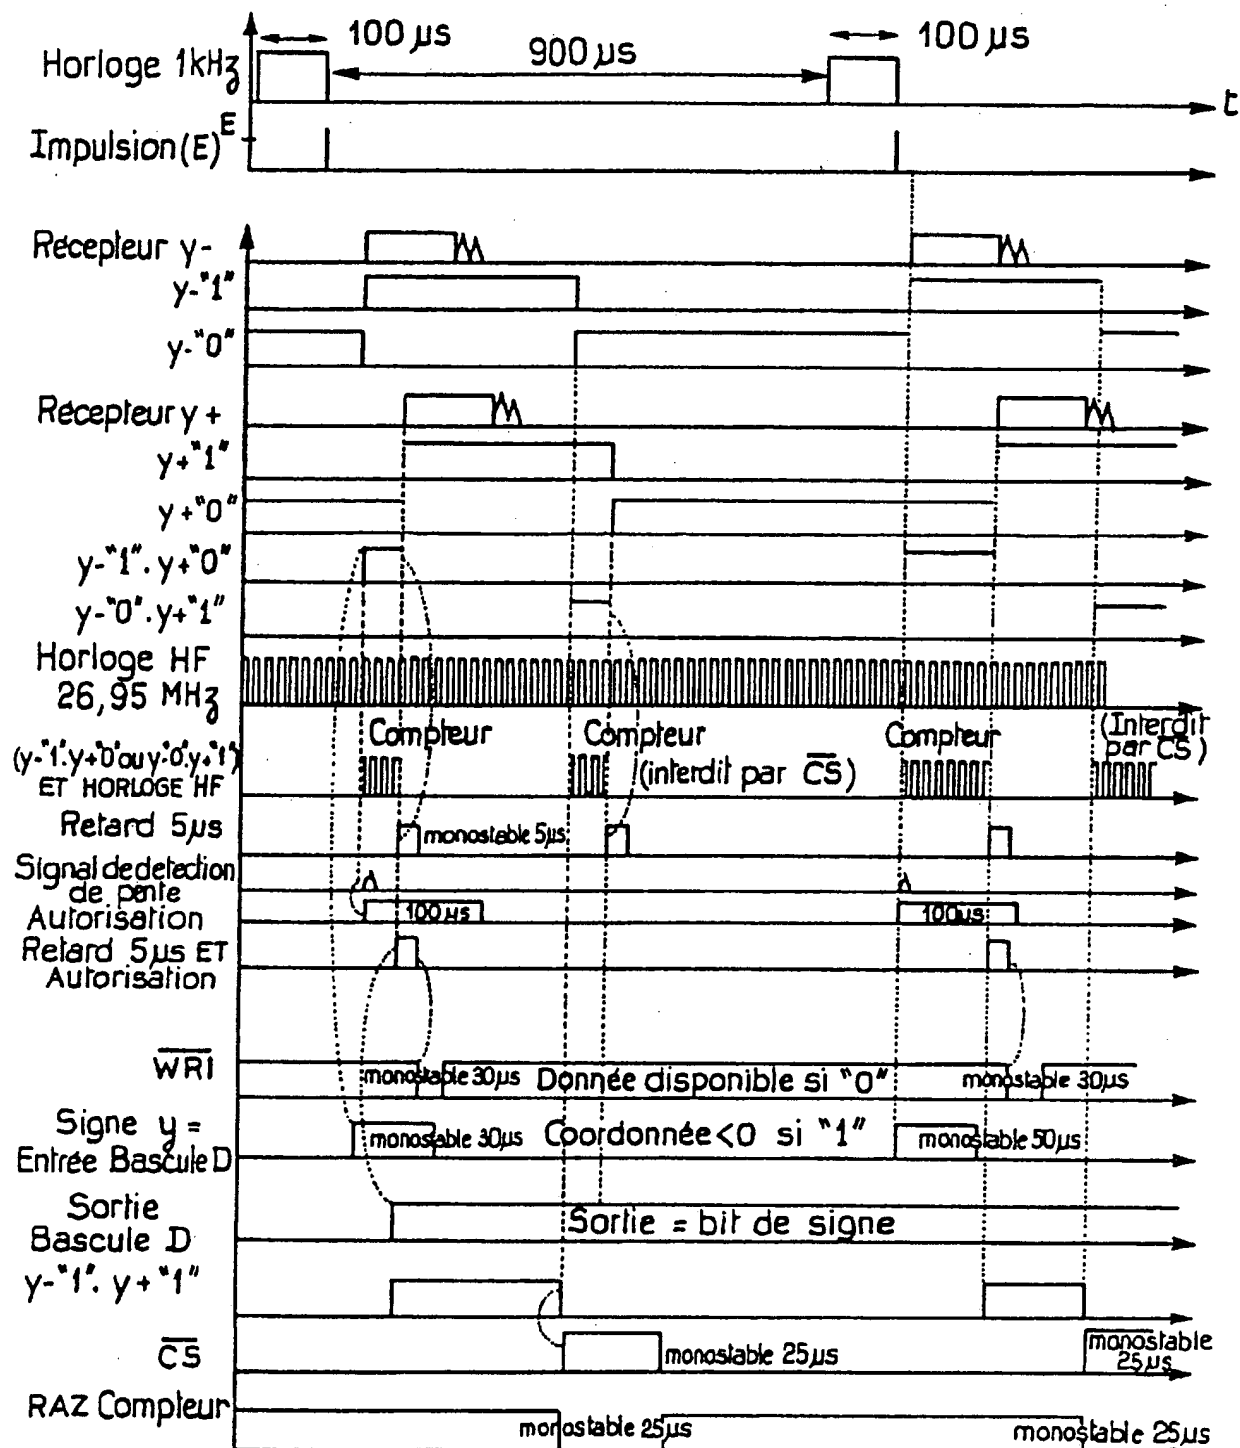 100 µs
900 µs
100 µs
Horloge 1kHz
t
Impulsion (E)
E
Récepteur y-
y-"1"
y-"0"
Récepteur y+
y+"1"
y+"0"
y-"1". y+"0"
y-"0". y+"1"
Horloge HF
26,95 MHz
Compteur
Compteur
(interdit par CS)
Compteur
(Interdit
par CS)
(y-"1".y+"0" ou y-"0".y+"1")
ET HORLOGE HF
Retard 5µs
monostable 5µs
Signal de détection
de pente
Autorisation
100 µs
100µs
Retard 5µs ET
Autorisation
WRI
monostable 30µs
Donnée disponible si "0"
monostable 30µs
Signe y =
Entrée Bascule D
monostable 30µs
Coordonnée<0 si "1"
monostable 50µs
Sortie
Bascule D
Sortie = bit de signe
y-"1". y+"1"
CS
monostable 25µs
monostable
25µs
RAZ Compteur
monostable 25µs
monostable 25µs